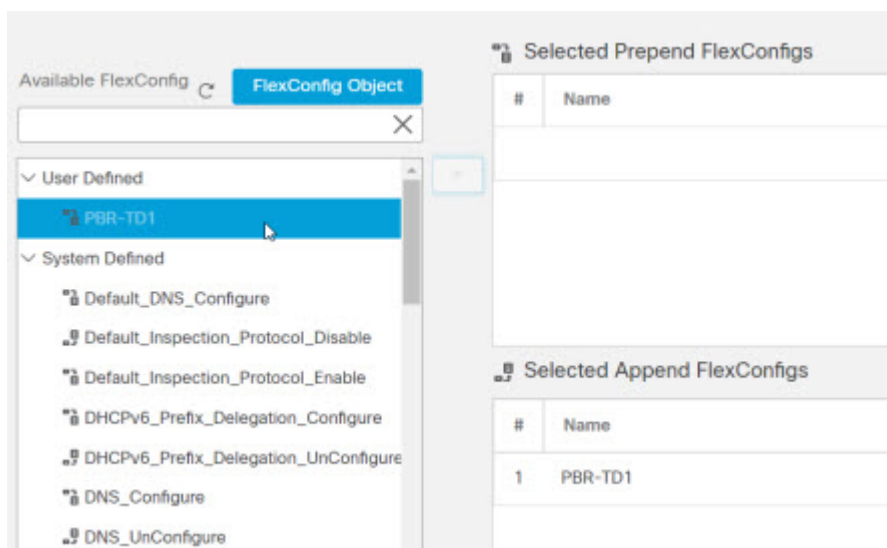 Available FlexConfig
FlexConfig Object
User Defined
PBR-TD1
System Defined
Default_DNS_Configure
Default_Inspection_Protocol_Disable
Default_Inspection_Protocol_Enable
DHCPv6_Prefix_Delegation_Configure
DHCPv6_Prefix_Delegation_UnConfigure
DNS_Configure
DNS_UnConfigure
Selected Prepend FlexConfigs
# Name
Selected Append FlexConfigs
# Name
1 PBR-TD1